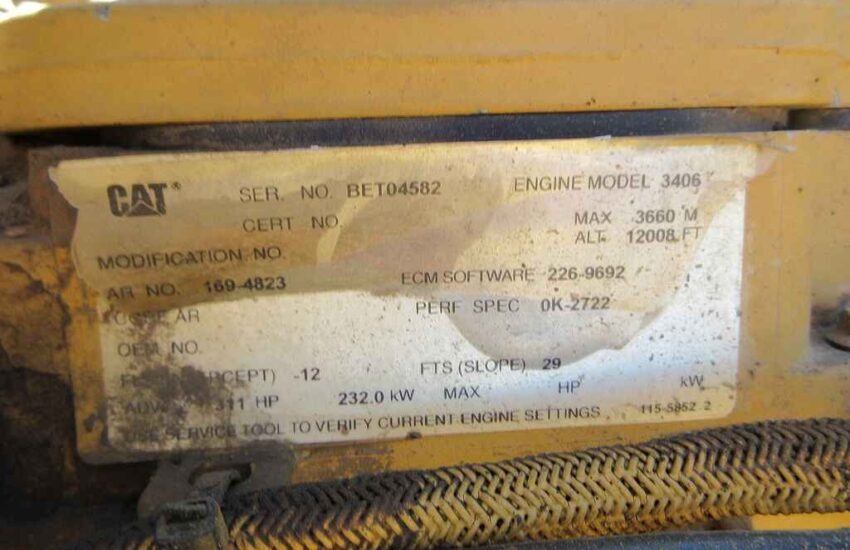 CAT® SER. NO. BET04582 ENGINE MODEL 3406
CERT NO. MAX 3660 M
ALT. 12008 FT
MODIFICATION NO.
AR NO. 169-4823 ECM SOFTWARE 226-9692
AR PERF SPEC 0K-2722
OEM NO.
-12 FTS (SLOPE) 29
311 HP 232.0 kW MAX HP kW
USE SERVICE TOOL TO VERIFY CURRENT ENGINE SETTINGS 115-5852 2